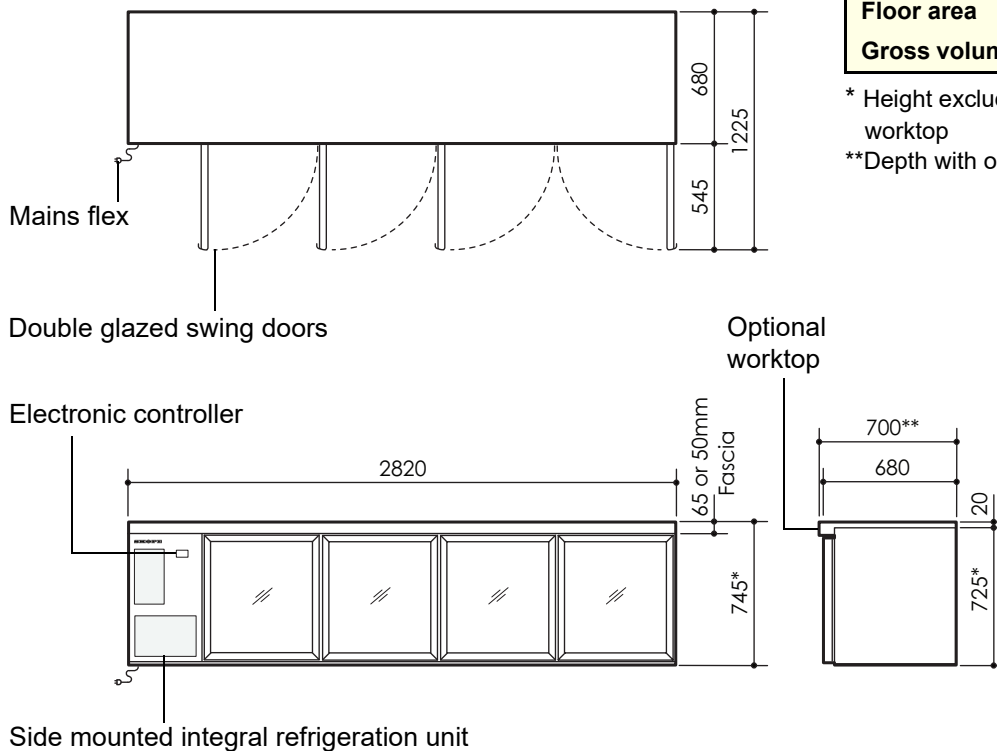 Floor area
Gross volum
* Height exclu
worktop
**Depth with o
680
1225
545
Mains flex
Double glazed swing doors
Optional
worktop
Electronic controller
2820
65 or 50mm
Fascia
700**
680
20
745*
725*
SKOPE
Side mounted integral refrigeration unit